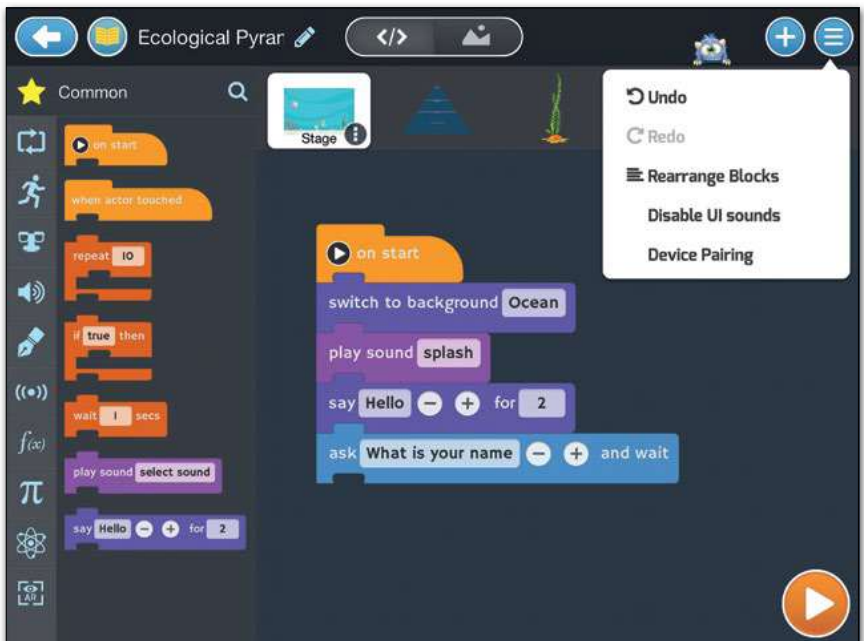 Ecological Pyrar
</>
Common
Stage
Undo
Redo
Rearrange Blocks
Disable UI sounds
Device Pairing
on start
when actor touched
repeat 10
if true then
wait 1 secs
play sound select sound
say Hello - + for 2
((•))
f(x)
π
AR
on start
switch to background Ocean
play sound splash
say Hello - + for 2
ask What is your name - + and wait